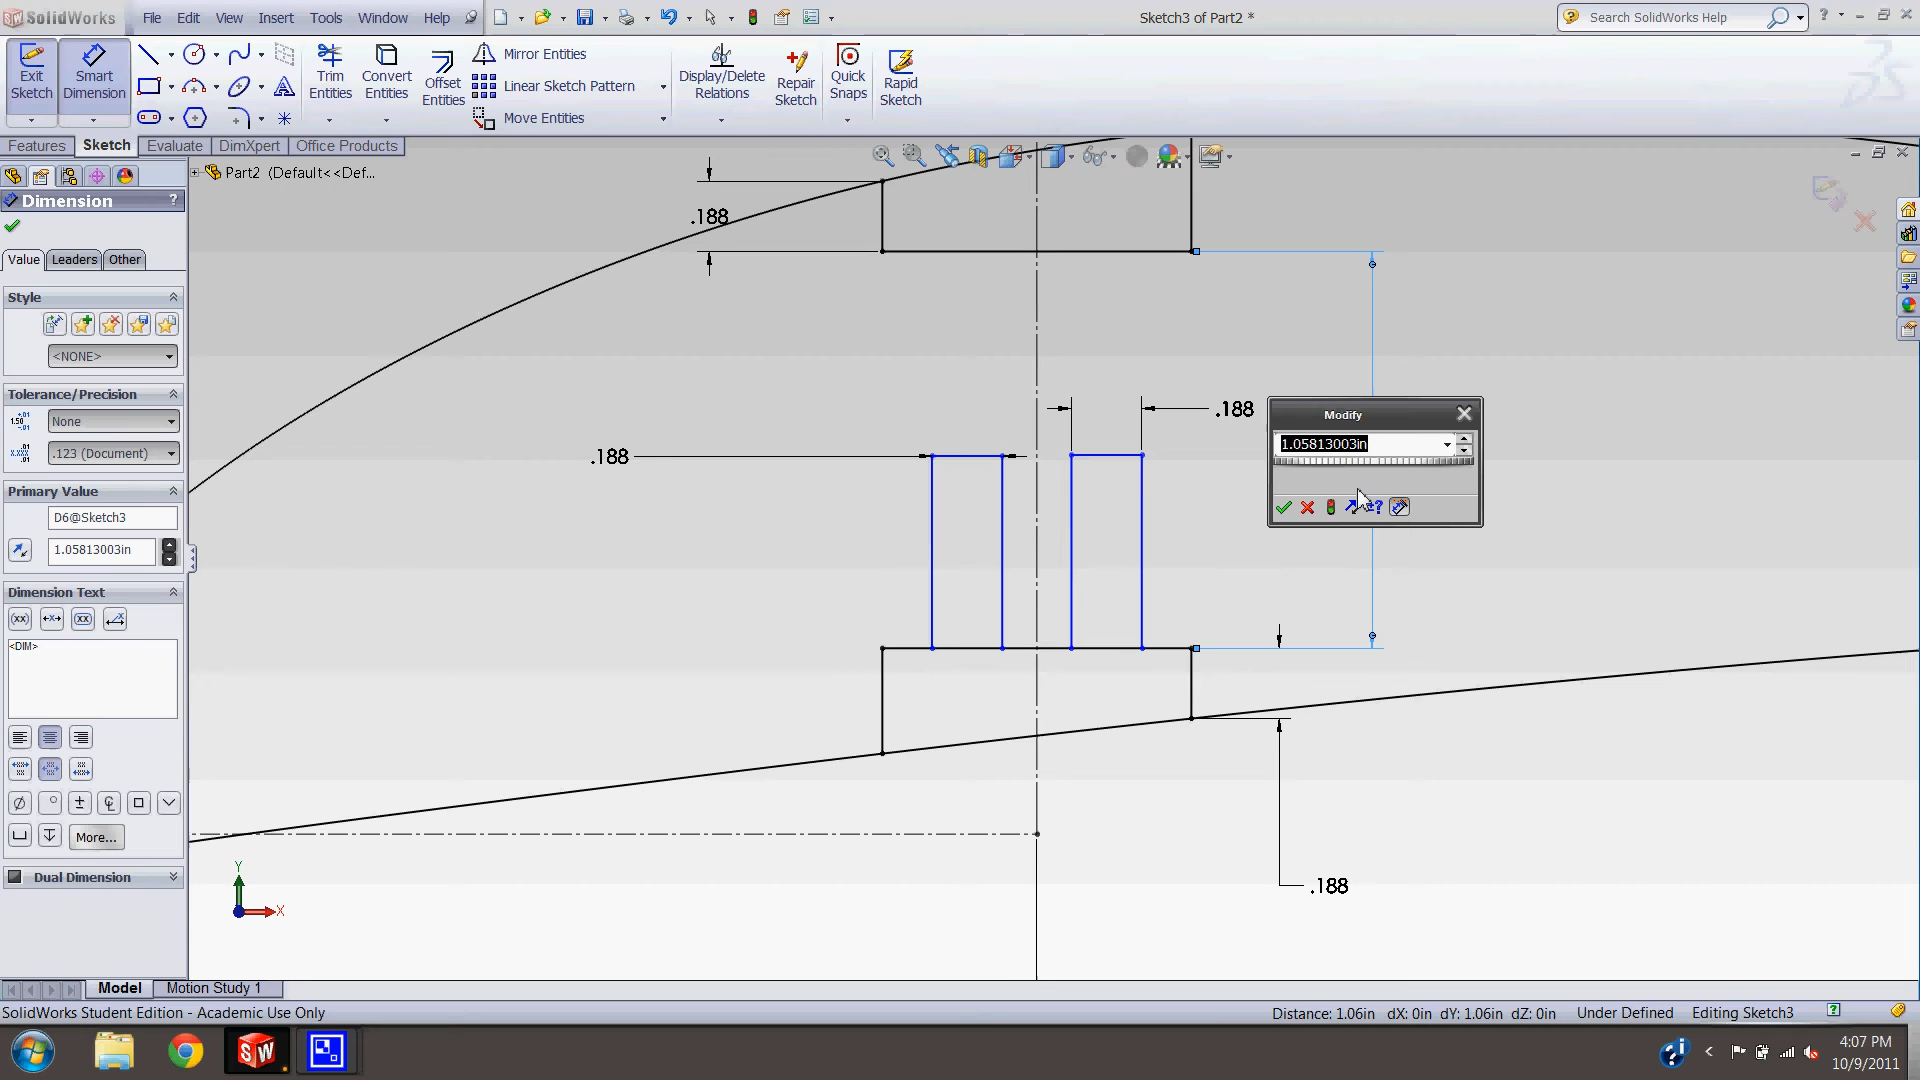 SolidWorks File Edit View Insert Tools Window Help Sketch3 of Part2 * Search SolidWorks Help
Exit Sketch
Smart Dimension
Trim Entities
Convert Entities
Offset Entities
Mirror Entities
Linear Sketch Pattern
Move Entities
Display/Delete Relations
Repair Sketch
Quick Snaps
Rapid Sketch
Features Sketch Evaluate DimXpert Office Products
Part2 (Default<<Def...
Dimension ?
Value Leaders Other
Style
<NONE>
Tolerance/Precision
None
.123 (Document)
Primary Value
D6@Sketch3
1.05813003in
Dimension Text
<DIM>
More...
Dual Dimension
.188
.188
.188
.188
Modify
1.05813003in
Y
X
Model Motion Study 1
SolidWorks Student Edition - Academic Use Only
Distance: 1.06in dX: 0in dY: 1.06in dZ: 0in Under Defined Editing Sketch3
4:07 PM
10/9/2011